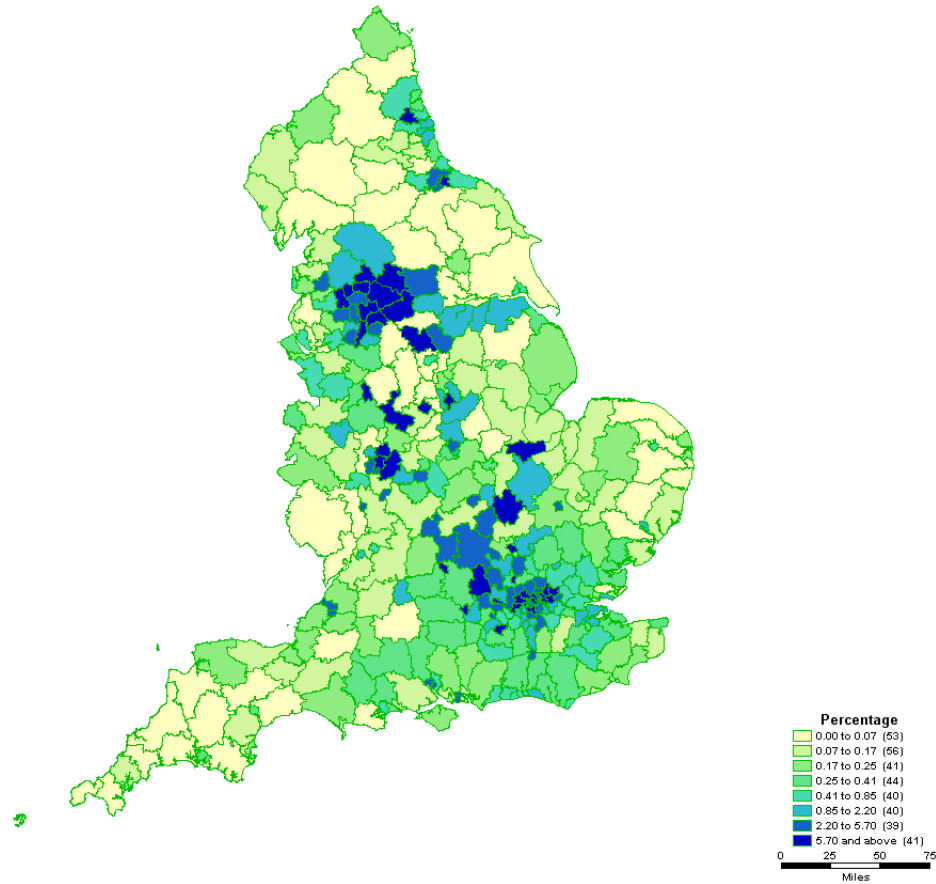 Percentage
0.00 to 0.07 (53)
0.07 to 0.17 (56)
0.17 to 0.25 (41)
0.25 to 0.41 (44)
0.41 to 0.85 (40)
0.85 to 2.20 (40)
2.20 to 5.70 (39)
5.70 and above (41)
0 25 50 75
Miles